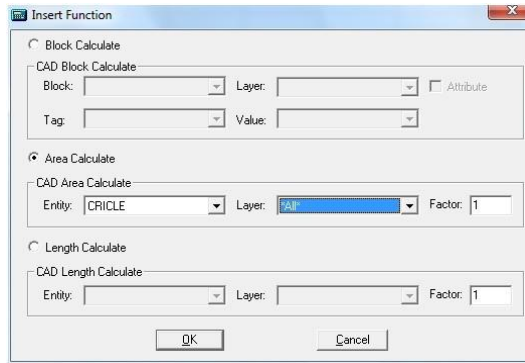 Insert Function
Block Calculate
CAD Block Calculate
Block: Layer: Attribute
Tag: Value:
Area Calculate
CAD Area Calculate
Entity: CRICLE Layer: *All* Factor: 1
Length Calculate
CAD Length Calculate
Entity: Layer: Factor: 1
OK Cancel